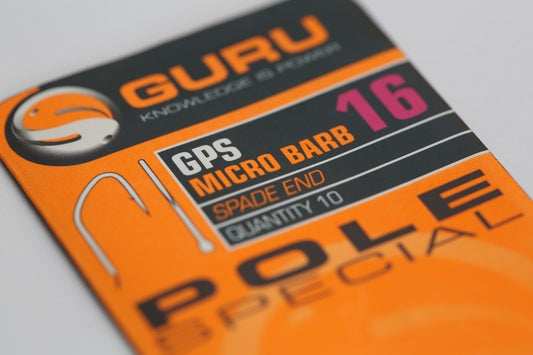 GURU
KNOWLEDGE IS POWER
GPS 16
MICRO BARB
SPADE END
QUANTITY 10
POLE
SPECIAL